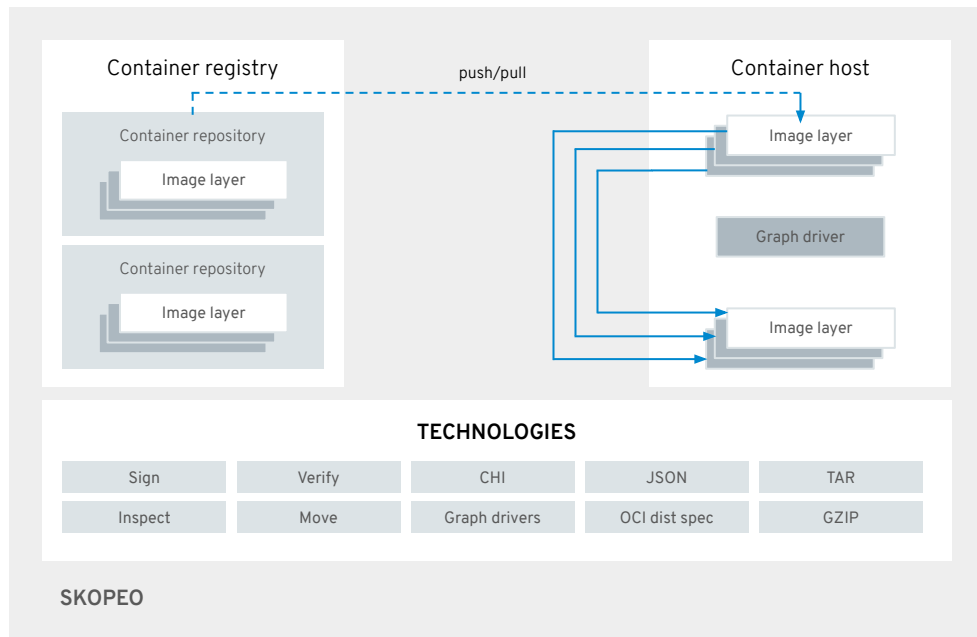 Container registry
push/pull
Container host
Container repository
Image layer
Container repository
Image layer
Image layer
Graph driver
Image layer
TECHNOLOGIES
Sign
Verify
CHI
JSON
TAR
Inspect
Move
Graph drivers
OCI dist spec
GZIP
SKOPEO